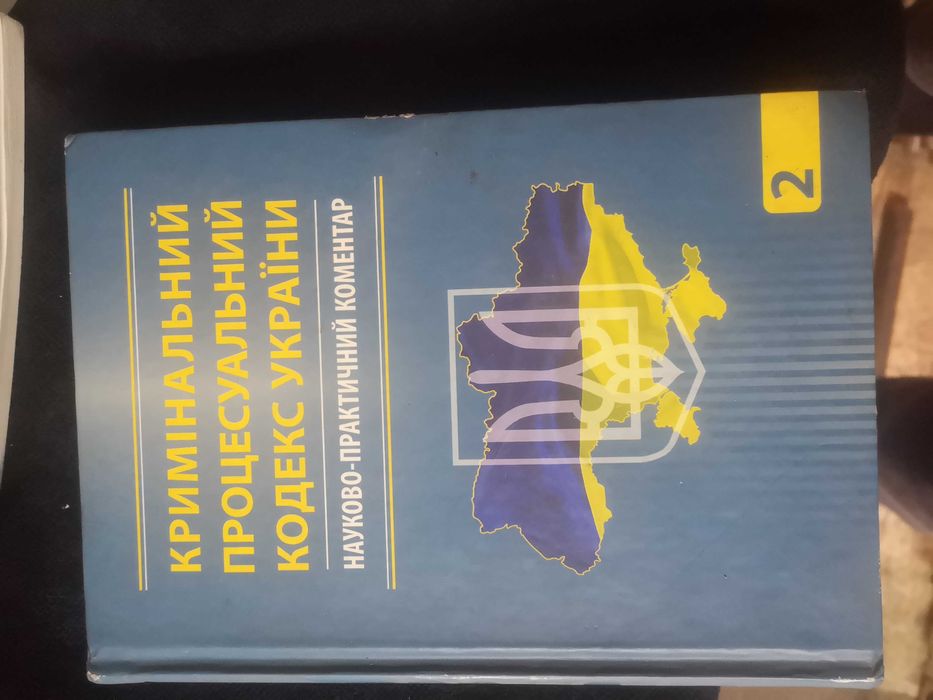 КРИМІНАЛЬНИЙ
ПРОЦЕСУАЛЬНИЙ
КОДЕКС УКРАЇНИ
НАУКОВО-ПРАКТИЧНИЙ КОМЕНТАР
2